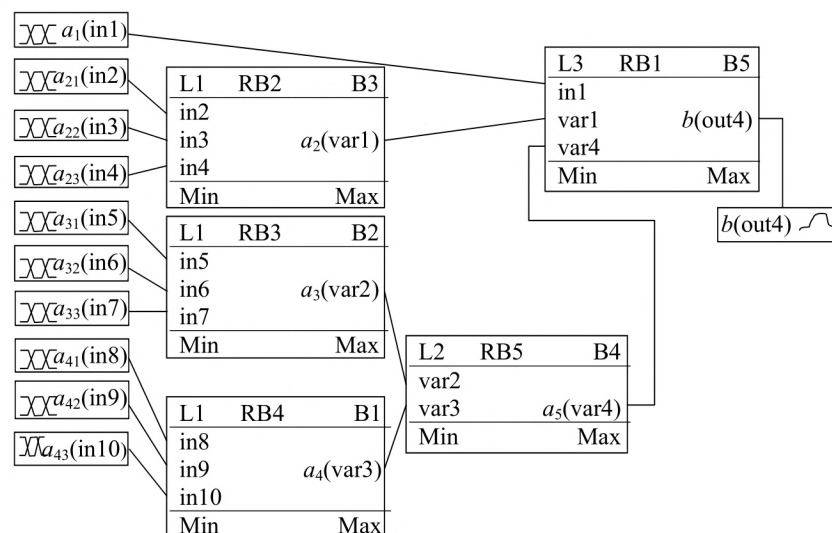 a₁(in1)
a₂₁(in2)
a₂₂(in3)
a₂₃(in4)
a₃₁(in5)
a₃₂(in6)
a₃₃(in7)
a₄₁(in8)
a₄₂(in9)
a₄₃(in10)
L1 RB2 B3
in2
in3 a₂(var1)
in4
Min Max
L1 RB3 B2
in5
in6 a₃(var2)
in7
Min Max
L1 RB4 B1
in8
in9 a₄(var3)
in10
Min Max
L2 RB5 B4
var2
var3 a₅(var4)
Min Max
L3 RB1 B5
in1
var1 b(out4)
var4
Min Max
b(out4)